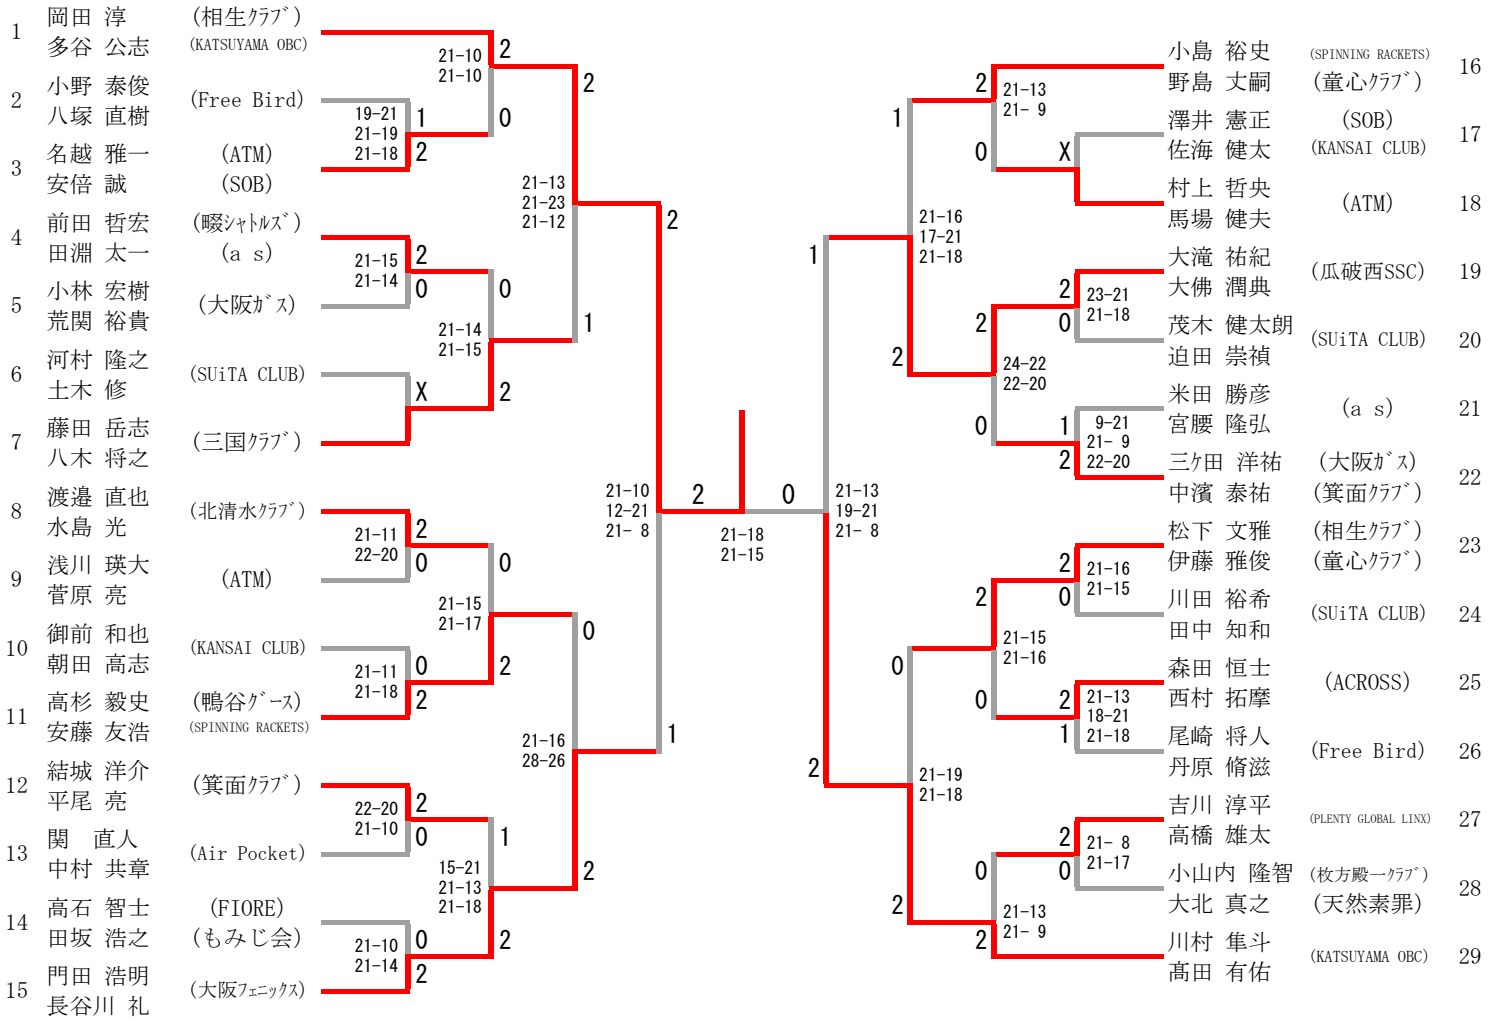 1
岡田 淳 (相生ｸﾗﾌﾞ)
多谷 公志 (KATSUYAMA OBC)
2
小野 泰俊
八塚 直樹
(Free Bird)
3
名越 雅一 (ATM)
安倍 誠 (SOB)
4
前田 哲宏 (畷ｼｬﾄﾙｽﾞ)
田淵 太一 (a s)
5
小林 宏樹
荒関 裕貴
(大阪ｶﾞｽ)
6
河村 隆之
土木 修
(SUiTA CLUB)
7
藤田 岳志
八木 将之
(三国ｸﾗﾌﾞ)
8
渡邉 直也
水島 光
(北清水ｸﾗﾌﾞ)
9
浅川 瑛大
菅原 亮
(ATM)
10
御前 和也
朝田 高志
(KANSAI CLUB)
11
高杉 毅史 (鴨谷ｸﾞｰｽ)
安藤 友浩 (SPINNING RACKETS)
12
結城 洋介
平尾 亮
(箕面ｸﾗﾌﾞ)
13
関 直人
中村 共章
(Air Pocket)
14
高石 智士 (FIORE)
田坂 浩之 (もみじ会)
15
門田 浩明
長谷川 礼
(大阪ﾌｪﾆｯｸｽ)
19-21
21-19
21-18
1
2
21-15
21-14
2
0
X
21-11
22-20
2
0
21-11
21-18
0
2
22-20
21-10
2
0
21-10
21-14
0
2
21-10
21-10
2
0
21-14
21-15
0
2
21-15
21-17
0
2
15-21
21-13
21-18
1
2
21-13
21-23
21-12
2
1
21-16
28-26
0
2
21-10
12-21
21- 8
2
1
2
0
21-18
21-15
21-13
19-21
21- 8
1
2
21-16
17-21
21-18
1
2
21-19
21-18
0
2
21-13
21- 9
2
0
24-22
22-20
2
0
21-15
21-16
2
0
21-13
21- 9
0
2
X
23-21
21-18
2
0
9-21
21- 9
22-20
1
2
21-16
21-15
2
0
21-13
18-21
21-18
2
1
21- 8
21-17
2
0
小島 裕史 (SPINNING RACKETS)
野島 丈嗣 (童心ｸﾗﾌﾞ)
16
澤井 憲正 (SOB)
佐海 健太 (KANSAI CLUB)
17
村上 哲央
馬場 健夫
(ATM)
18
大滝 祐紀
大佛 潤典
(瓜破西SSC)
19
茂木 健太朗
迫田 崇禎
(SUiTA CLUB)
20
米田 勝彦
宮腰 隆弘
(a s)
21
三ｹ田 洋祐 (大阪ｶﾞｽ)
中濱 泰祐 (箕面ｸﾗﾌﾞ)
22
松下 文雅 (相生ｸﾗﾌﾞ)
伊藤 雅俊 (童心ｸﾗﾌﾞ)
23
川田 裕希
田中 知和
(SUiTA CLUB)
24
森田 恒士
西村 拓摩
(ACROSS)
25
尾崎 将人
丹原 脩滋
(Free Bird)
26
吉川 淳平
高橋 雄太
(PLENTY GLOBAL LINX)
27
小山内 隆智 (枚方殿一ｸﾗﾌﾞ)
大北 真之 (天然素罪)
28
川村 隼斗
髙田 有佑
(KATSUYAMA OBC)
29